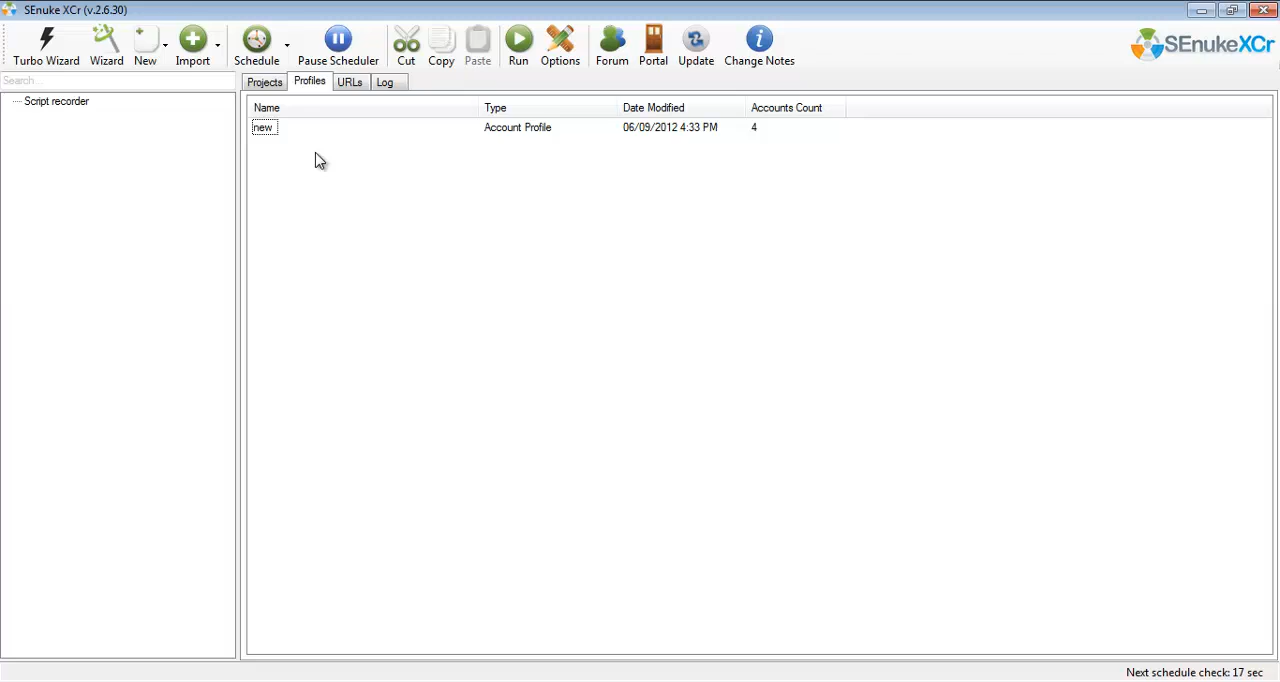 SEnuke XCr (v.2.6.30)
Turbo Wizard Wizard New Import Schedule Pause Scheduler Cut Copy Paste Run Options Forum Portal Update Change Notes
SEnukeXCr
Search...
Projects Profiles URLs Log
Script recorder
Name Type Date Modified Accounts Count
new Account Profile 06/09/2012 4:33 PM 4
Next schedule check: 17 sec